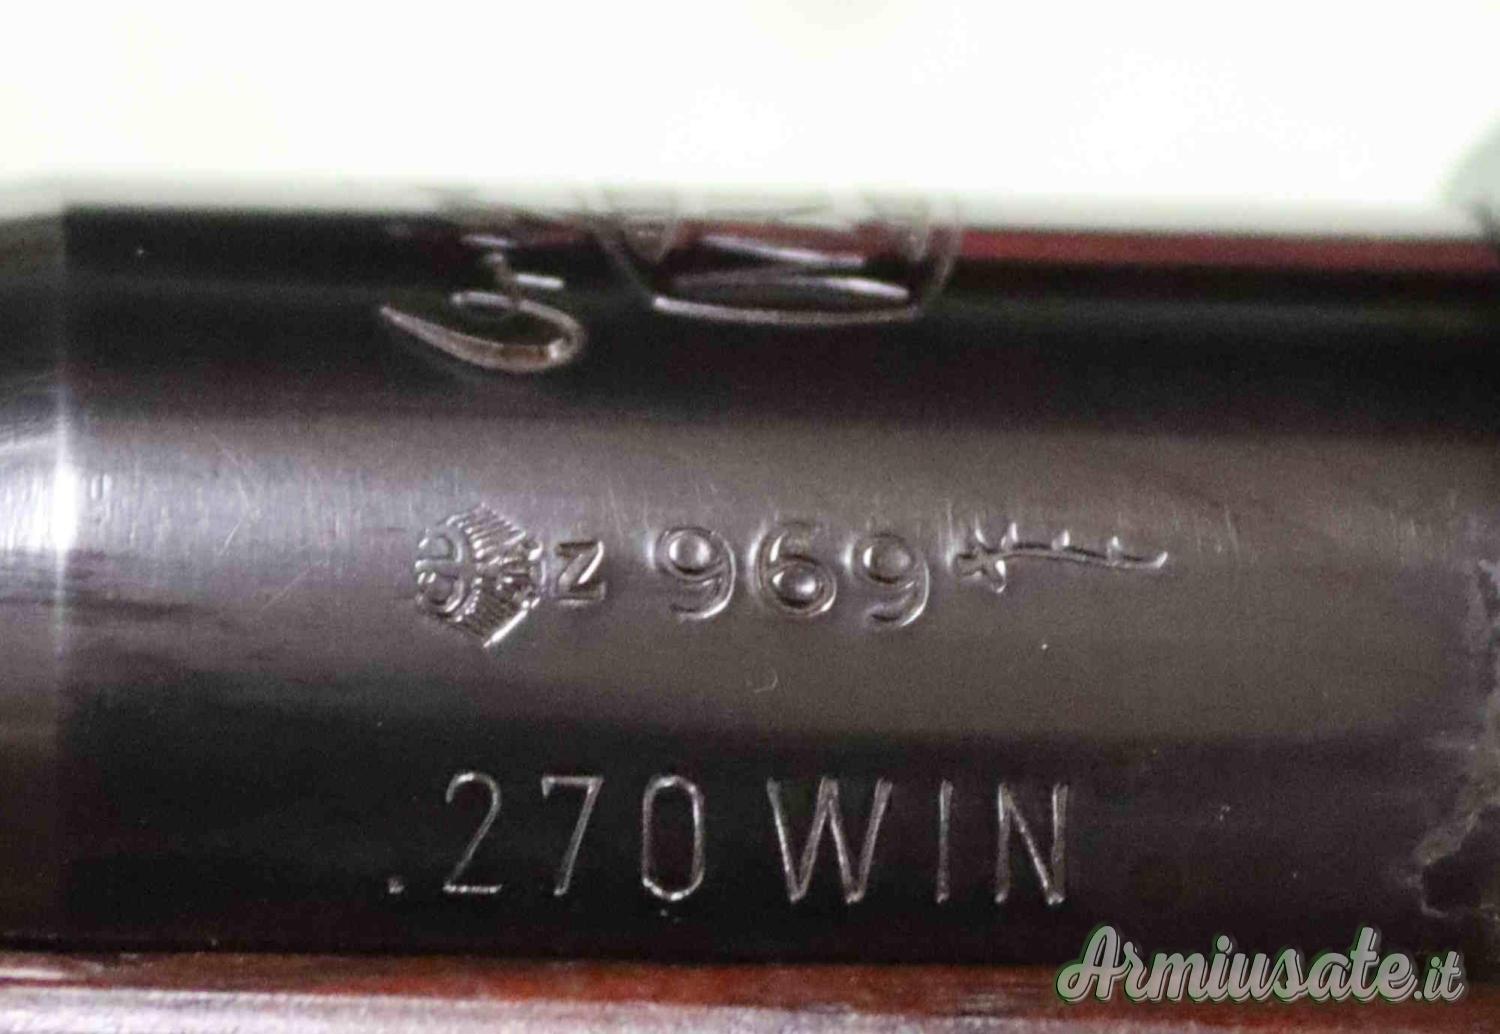 Z 969
.270 WIN
Armiusate.it